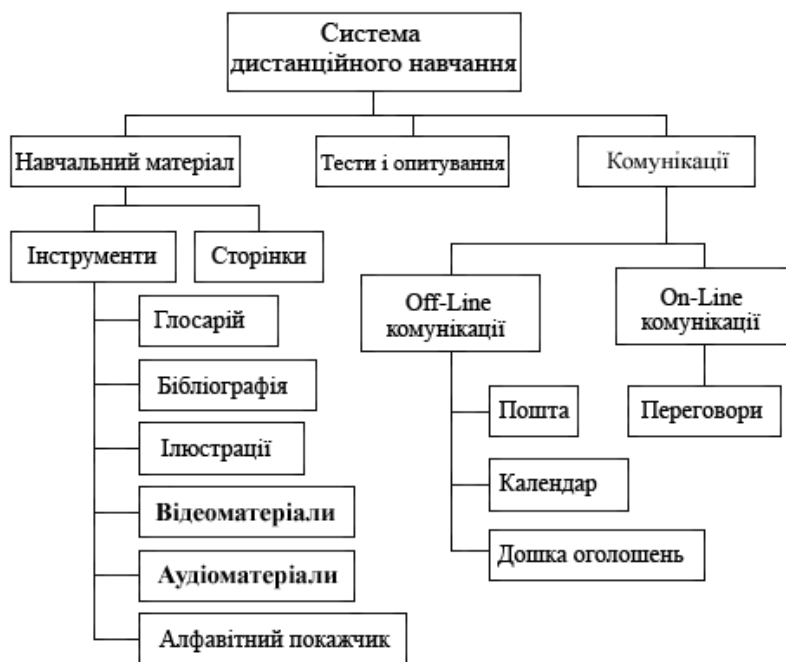 Система
дистанційного навчання
Навчальний матеріал
Тести і опитування
Комунікації
Інструменти
Сторінки
Глосарій
Бібліографія
Ілюстрації
Відеоматеріали
Аудіоматеріали
Алфавітний покажчик
Off-Line
комунікації
On-Line
комунікації
Пошта
Календар
Дошка оголошень
Переговори